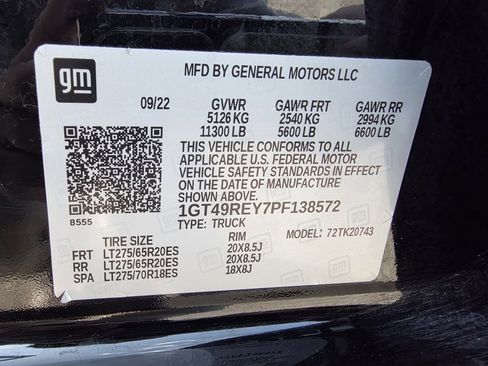 gm
MFD BY GENERAL MOTORS LLC
09/22 GVWR GAWR FRT GAWR RR
5126 KG 2540 KG 2994 KG
11300 LB 5600 LB 6600 LB
THIS VEHICLE CONFORMS TO ALL
APPLICABLE U.S. FEDERAL MOTOR
VEHICLE SAFETY STANDARDS IN EFFECT ON
THE DATE OF MANUFACTURE
SHOWN ABOVE.
1GT49REY7PF138572
8555
TYPE: TRUCK MODEL: 72TK20743
TIRE SIZE RIM
FRT LT275/65R20ES 20X8.5J
RR LT275/65R20ES 20X8.5J
SPA LT275/70R18ES 18X8J